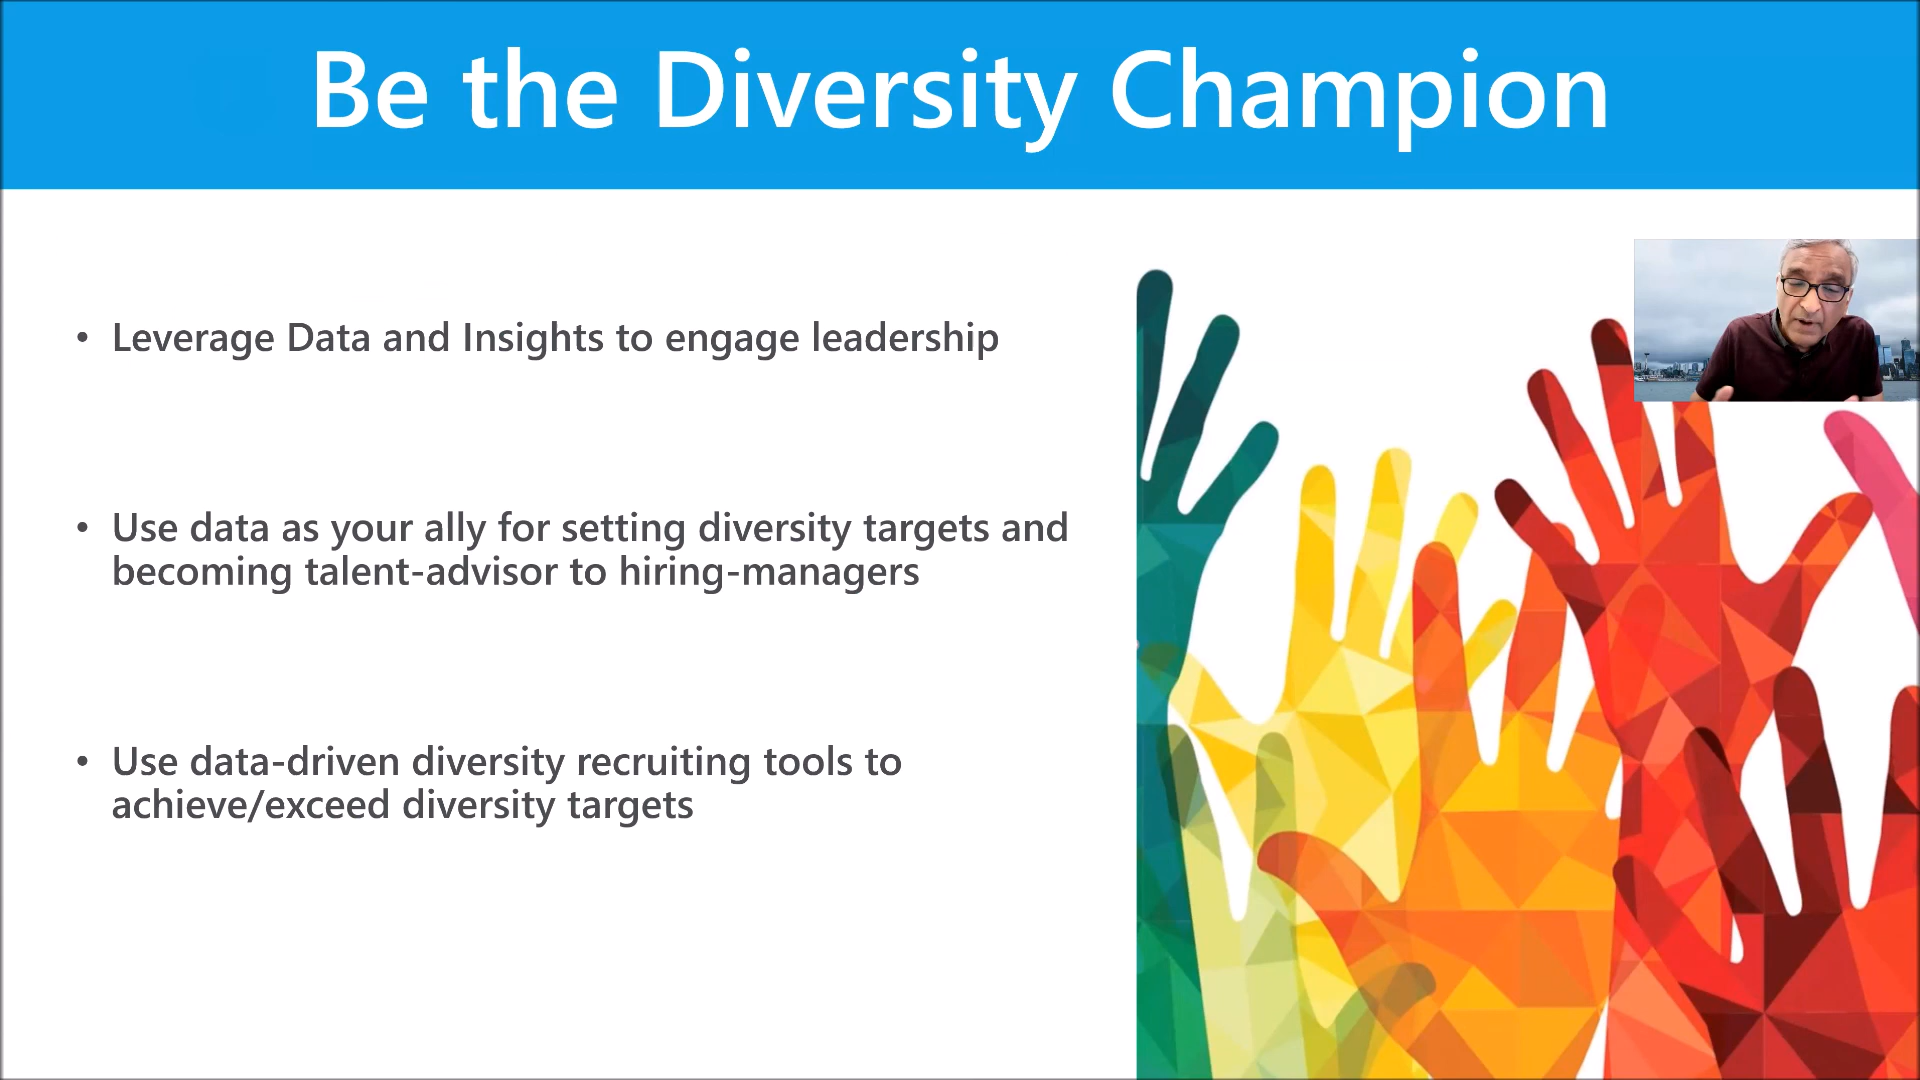 Be the Diversity Champion
• Leverage Data and Insights to engage leadership
• Use data as your ally for setting diversity targets and
becoming talent-advisor to hiring-managers
• Use data-driven diversity recruiting tools to
achieve/exceed diversity targets